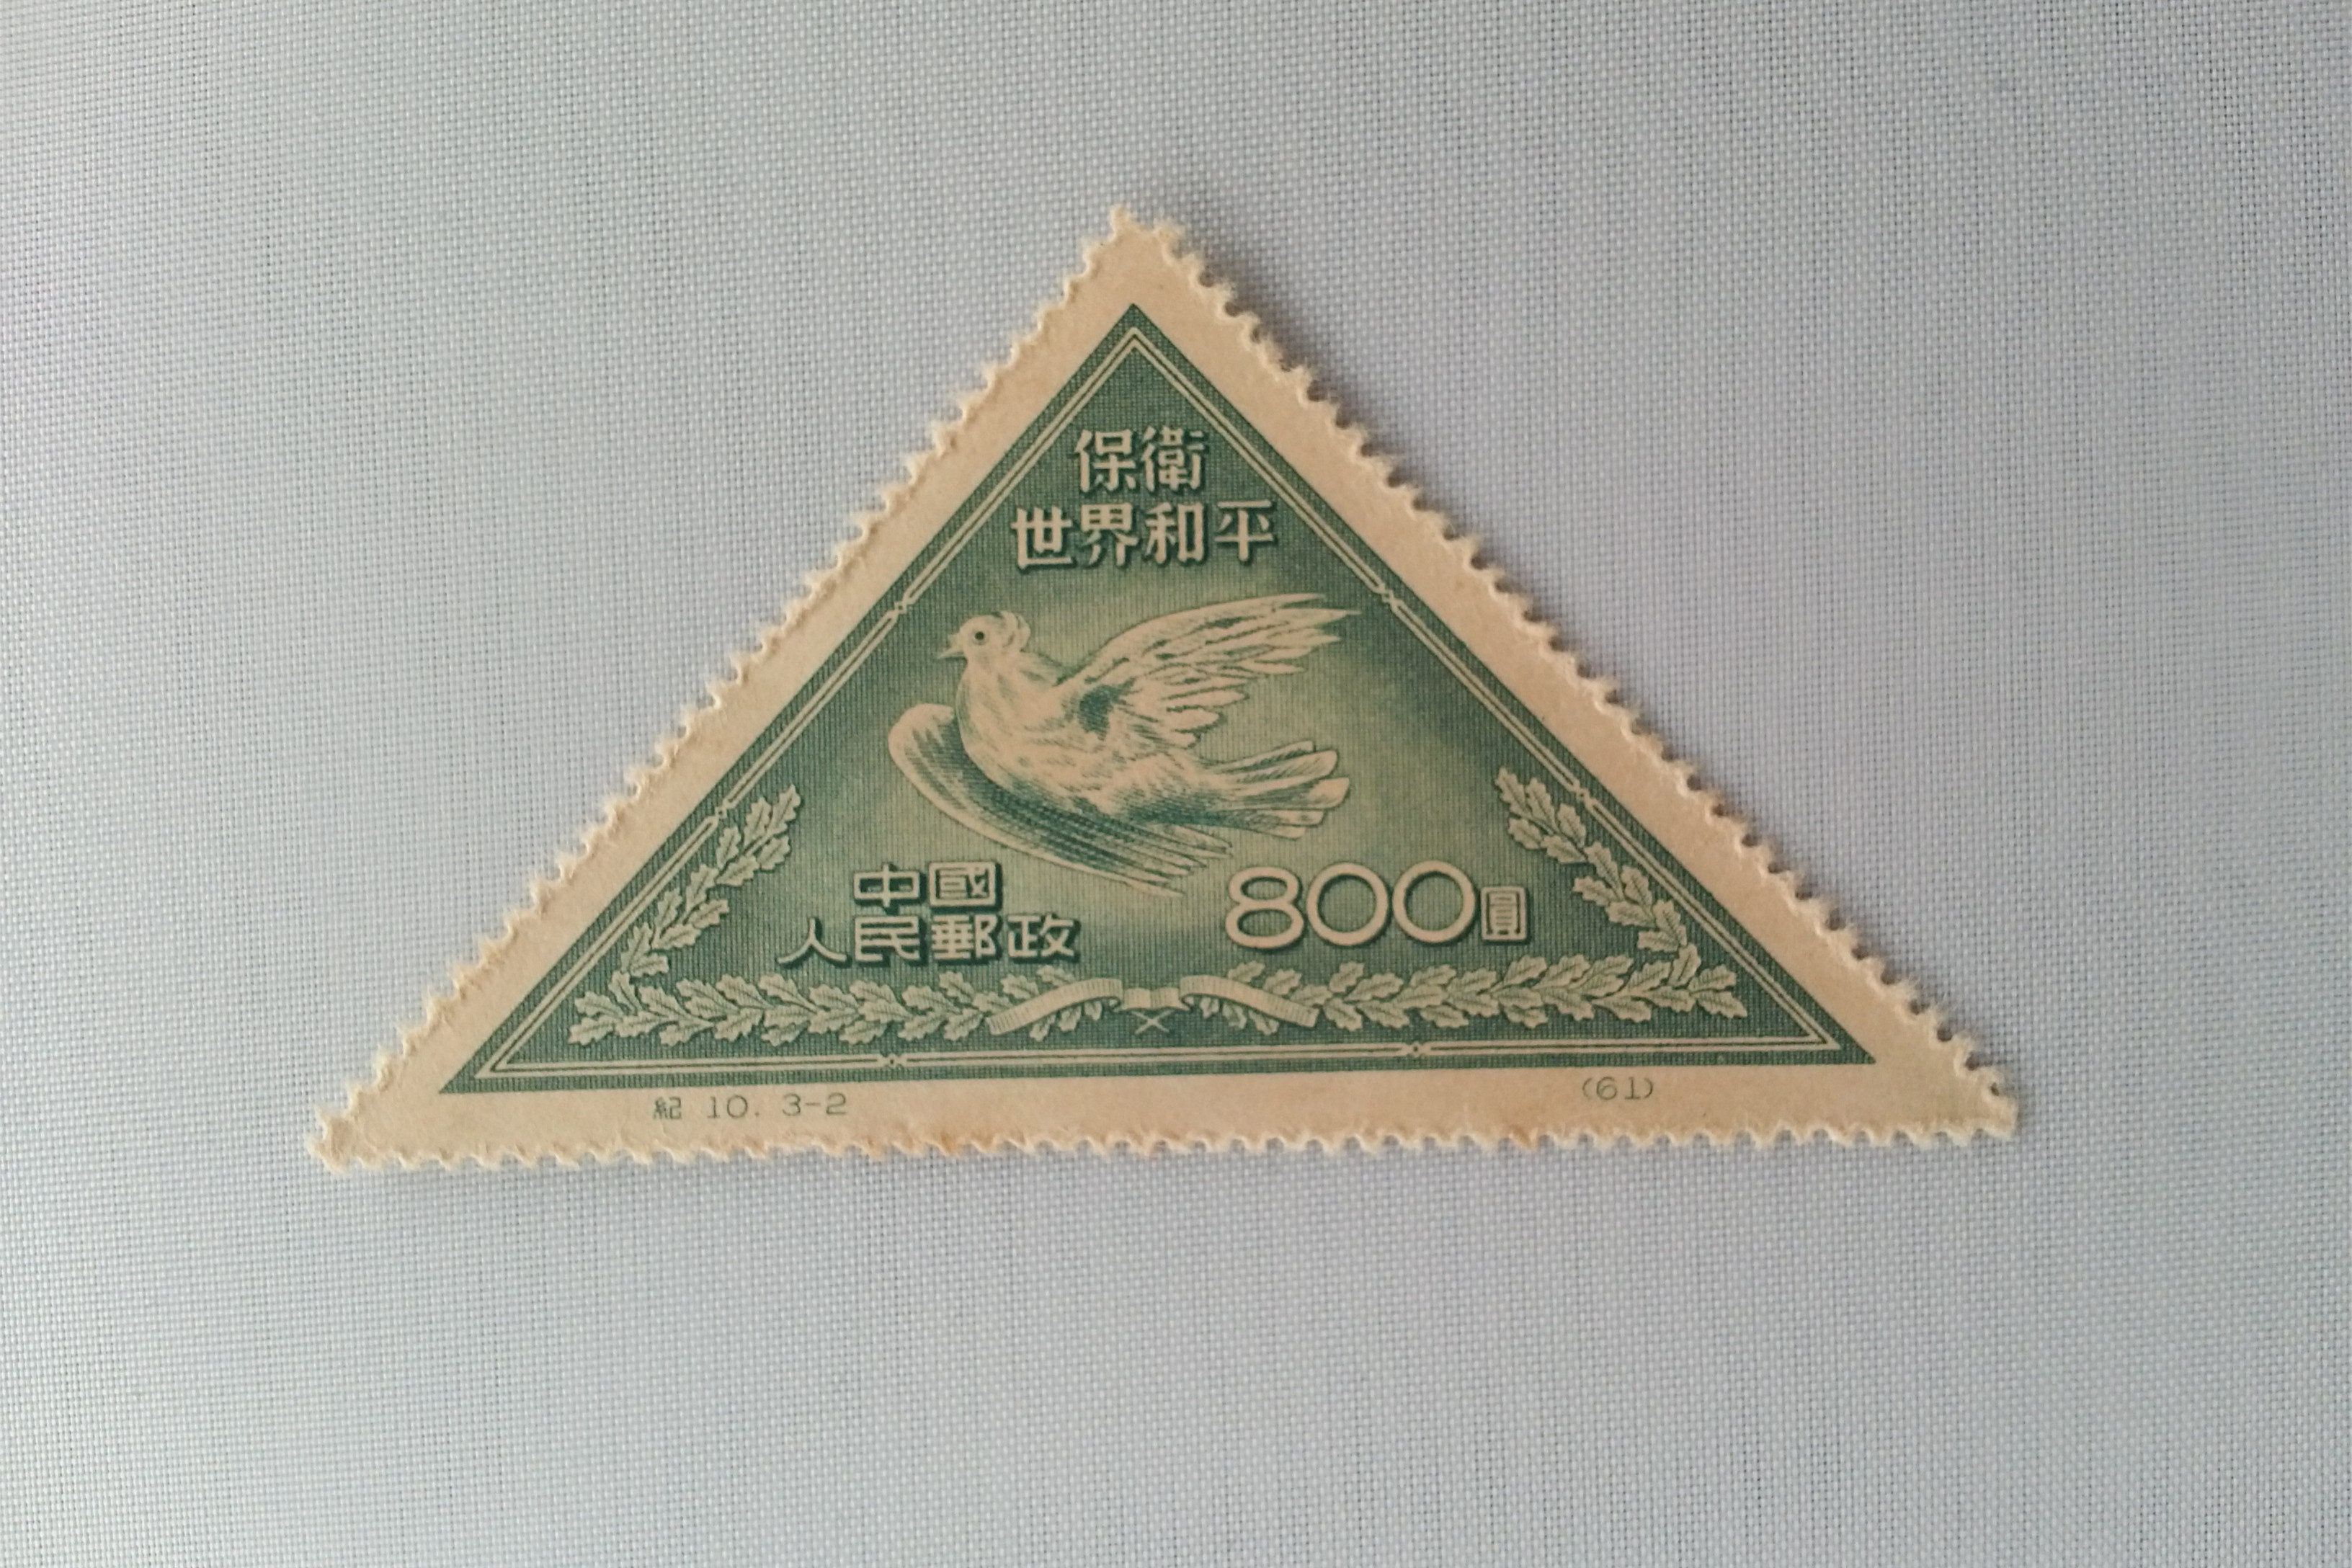 保衛
世界和平
中國
人民郵政
800圓
紀 10. 3-2
(61)